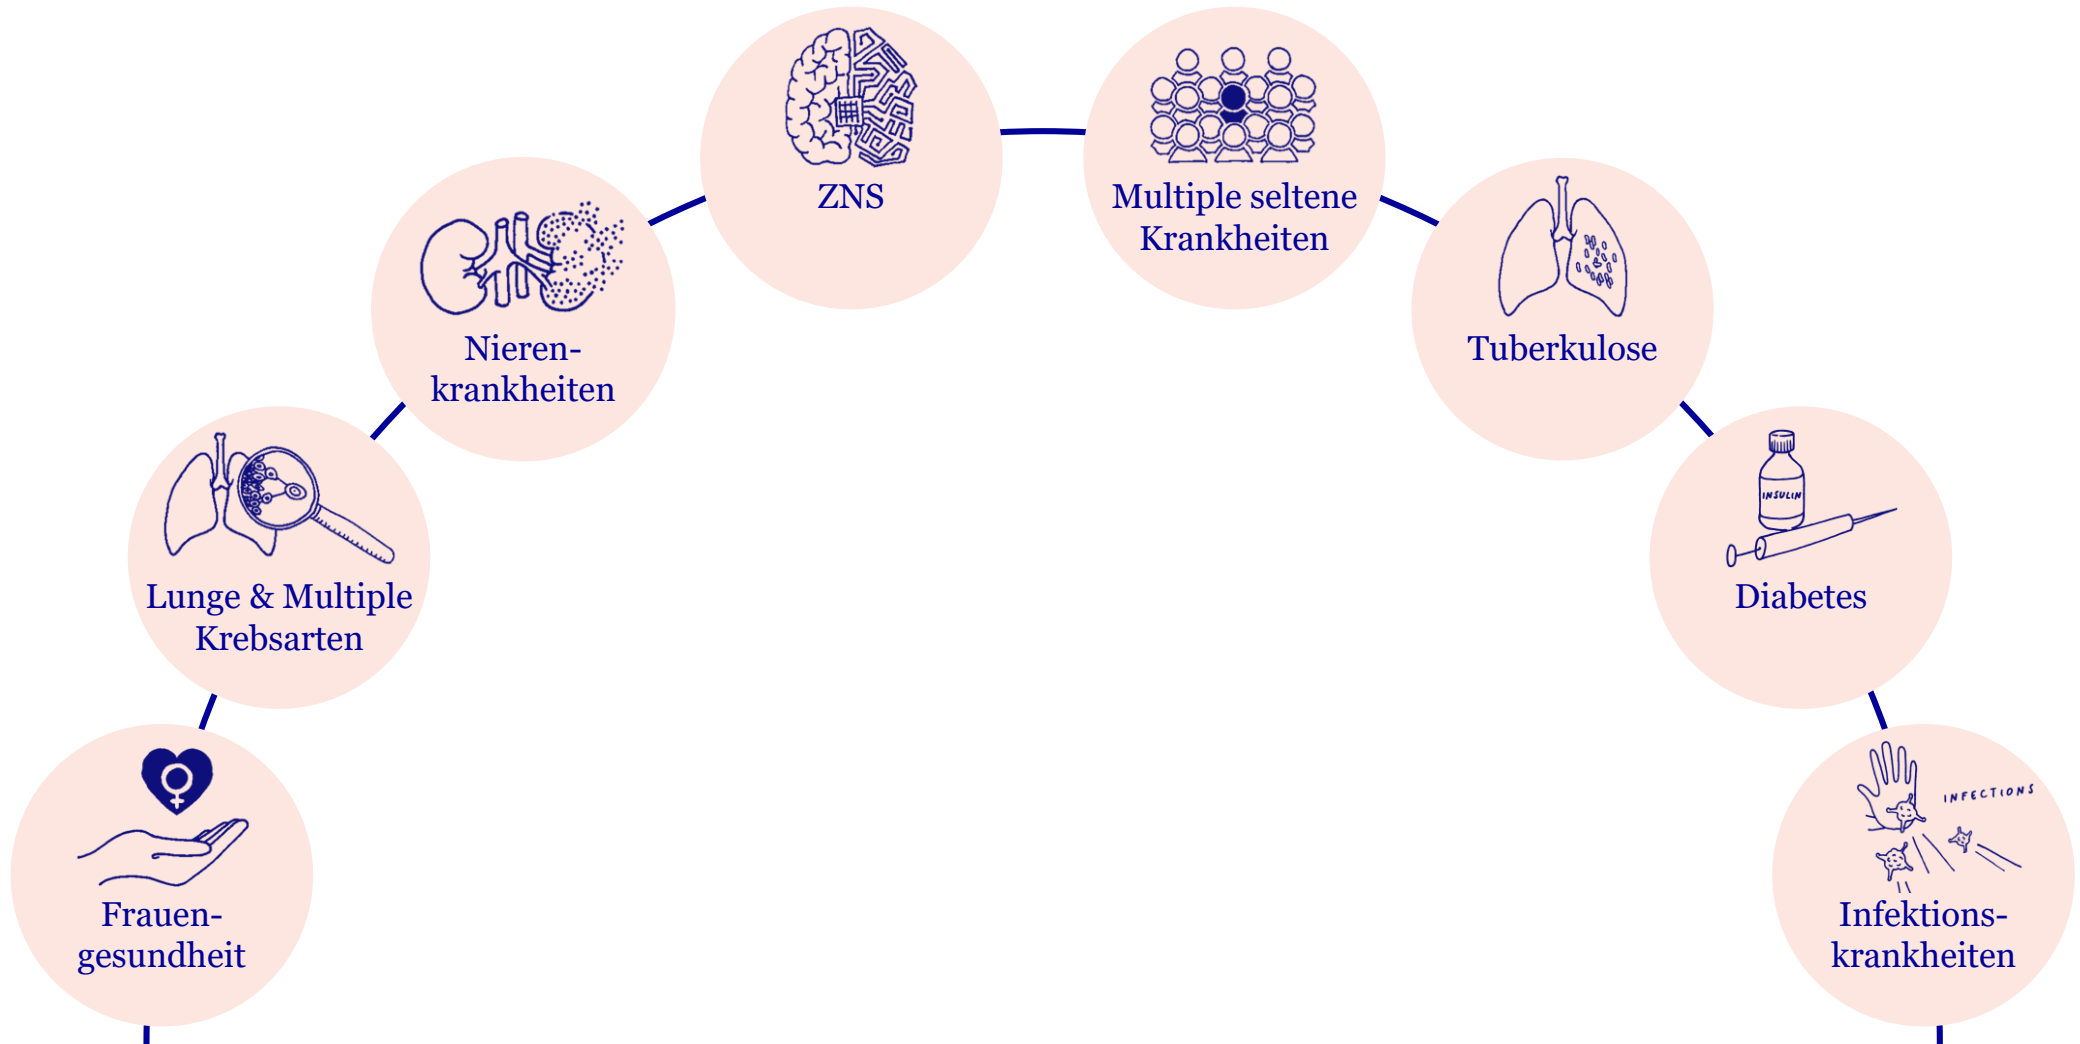 ZNS
Multiple seltene
Krankheiten
Nieren-
krankheiten
Tuberkulose
Lunge & Multiple
Krebsarten
INSULIN
Diabetes
Frauen-
gesundheit
INFECTIONS
Infektions-
krankheiten